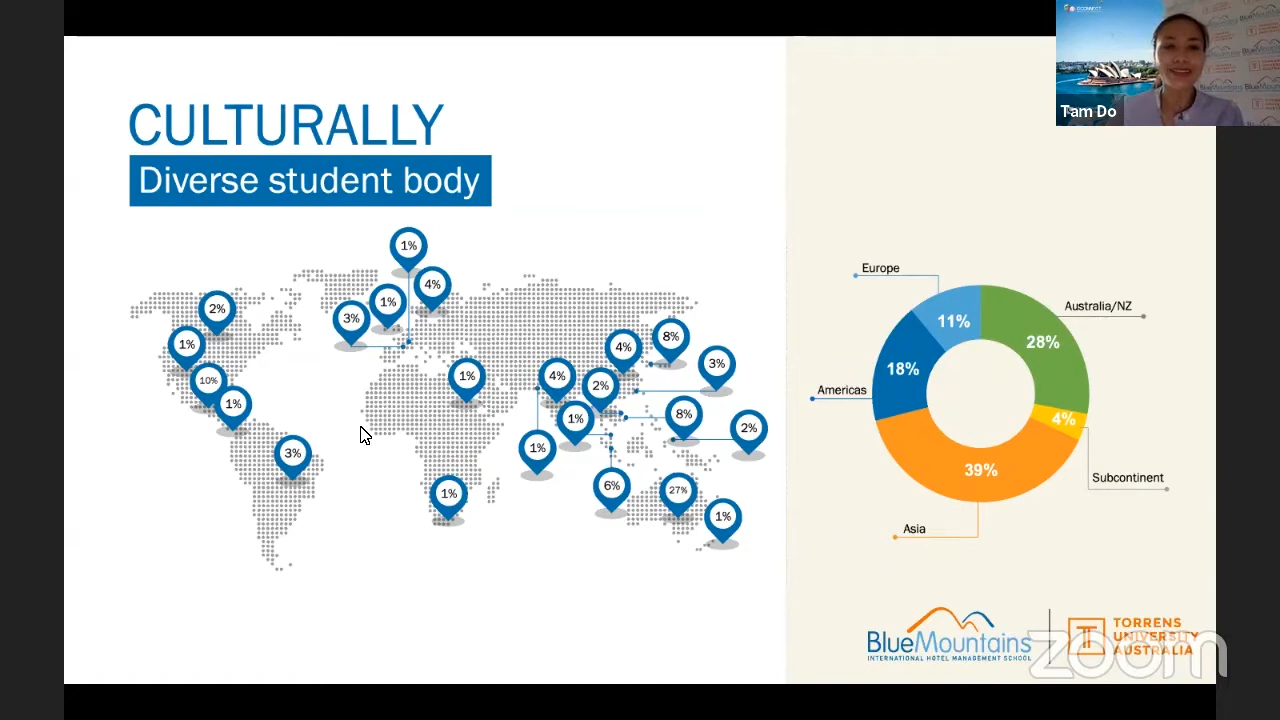 CULTURALLY
Diverse student body
1%
4%
1%
3%
2%
1%
10%
1%
3%
1%
1%
4%
8%
3%
4%
2%
1%
8%
2%
1%
6%
27%
1%
Europe
Australia/NZ
11%
28%
18%
Americas
4%
39%
Subcontinent
Asia
BlueMountains
INTERNATIONAL HOTEL MANAGEMENT SCHOOL
TORRENS
UNIVERSITY
AUSTRALIA
zoom
Tam Do